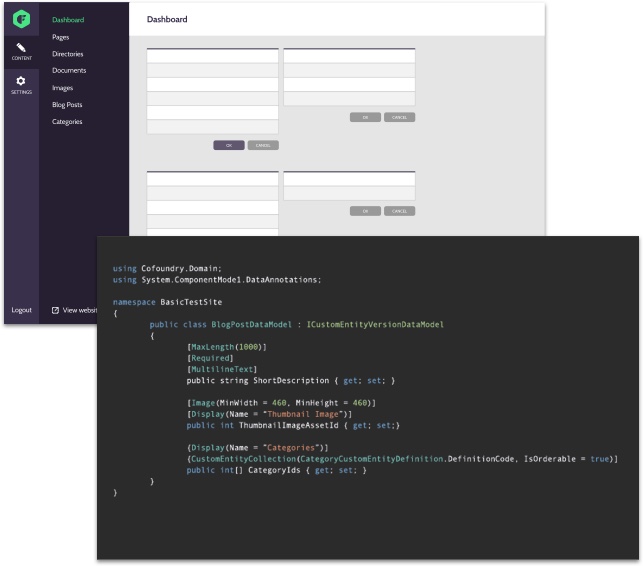 Dashboard
Dashboard
CONTENT
Pages
Directories
SETTINGS
Documents
Images
Blog Posts
Categories
OK CANCEL
OK CANCEL
OK CANCEL
Logout
View websit
using Cofoundry.Domain;
using System.ComponentModel.DataAnnotations;
namespace BasicTestSite
{
public class BlogPostDataModel : ICustomEntityVersionDataModel
{
[MaxLength(1000)]
[Required]
[MultilineText]
public string ShortDescription { get; set; }
[Image(MinWidth = 460, MinHeight = 460)]
[Display(Name = "Thumbnail Image")]
public int ThumbnailImageAssetId { get; set;}
{Display(Name = "Categories")]
{CustomEntityCollection(CategoryCustomEntityDefinition.DefinitionCode, IsOrderable = true)]
public int[] CategoryIds { get; set; }
}
}